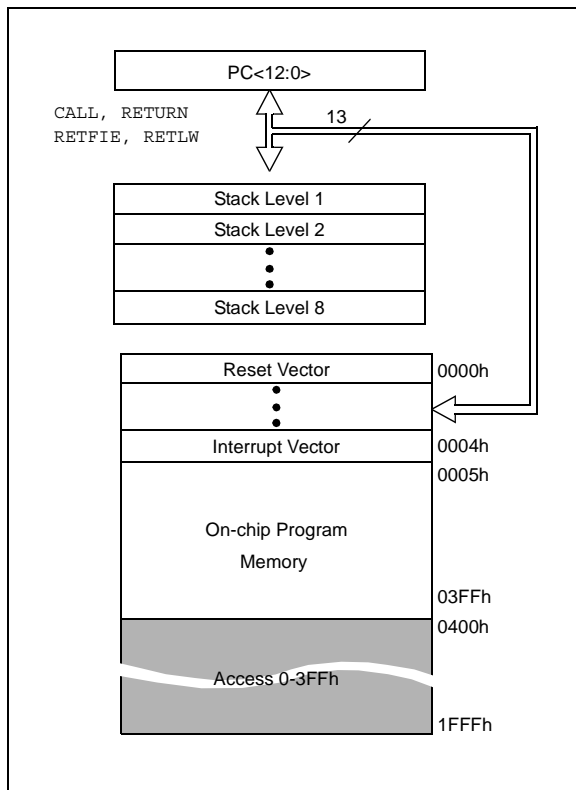 PC<12:0>
CALL, RETURN
RETFIE, RETLW
13
Stack Level 1
Stack Level 2
Stack Level 8
Reset Vector
0000h
Interrupt Vector
0004h
0005h
On-chip Program
Memory
03FFh
0400h
Access 0-3FFh
1FFFh